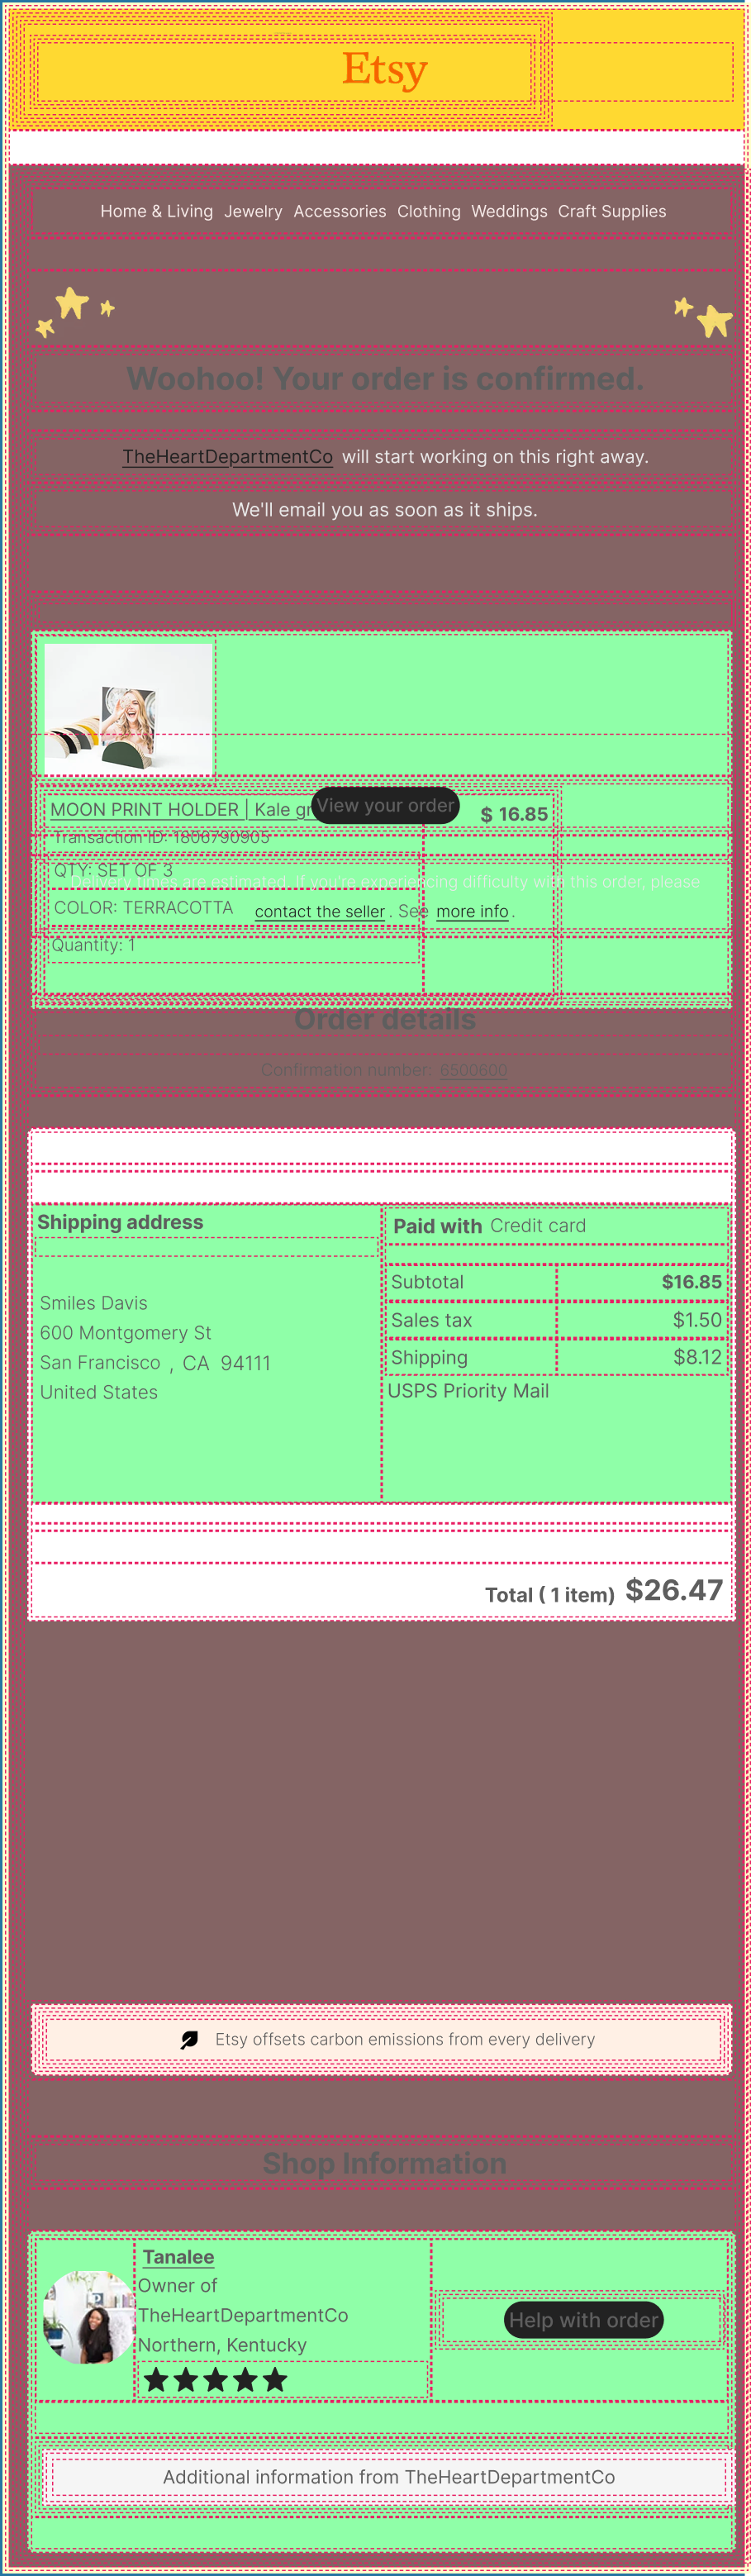 Etsy
Home & Living Jewelry Accessories Clothing Weddings Craft Supplies
Woohoo! Your order is confirmed.
TheHeartDepartmentCo will start working on this right away.
We'll email you as soon as it ships.
MOON PRINT HOLDER | Kale
View your order
$ 16.85
Transaction ID: 1806790905
QTY: SET OF 3
Delivery times are estimated. If you're experiencing difficulty with this order, please
COLOR: TERRACOTTA
contact the seller . See more info .
Quantity: 1
Order details
Confirmation number: 6500600
Shipping address
Paid with Credit card
Smiles Davis
600 Montgomery St
San Francisco , CA 94111
United States
Subtotal $16.85
Sales tax $1.50
Shipping $8.12
USPS Priority Mail
Total ( 1 item) $26.47
Etsy offsets carbon emissions from every delivery
Shop Information
Tanalee
Owner of
TheHeartDepartmentCo
Northern, Kentucky
Help with order
Additional information from TheHeartDepartmentCo